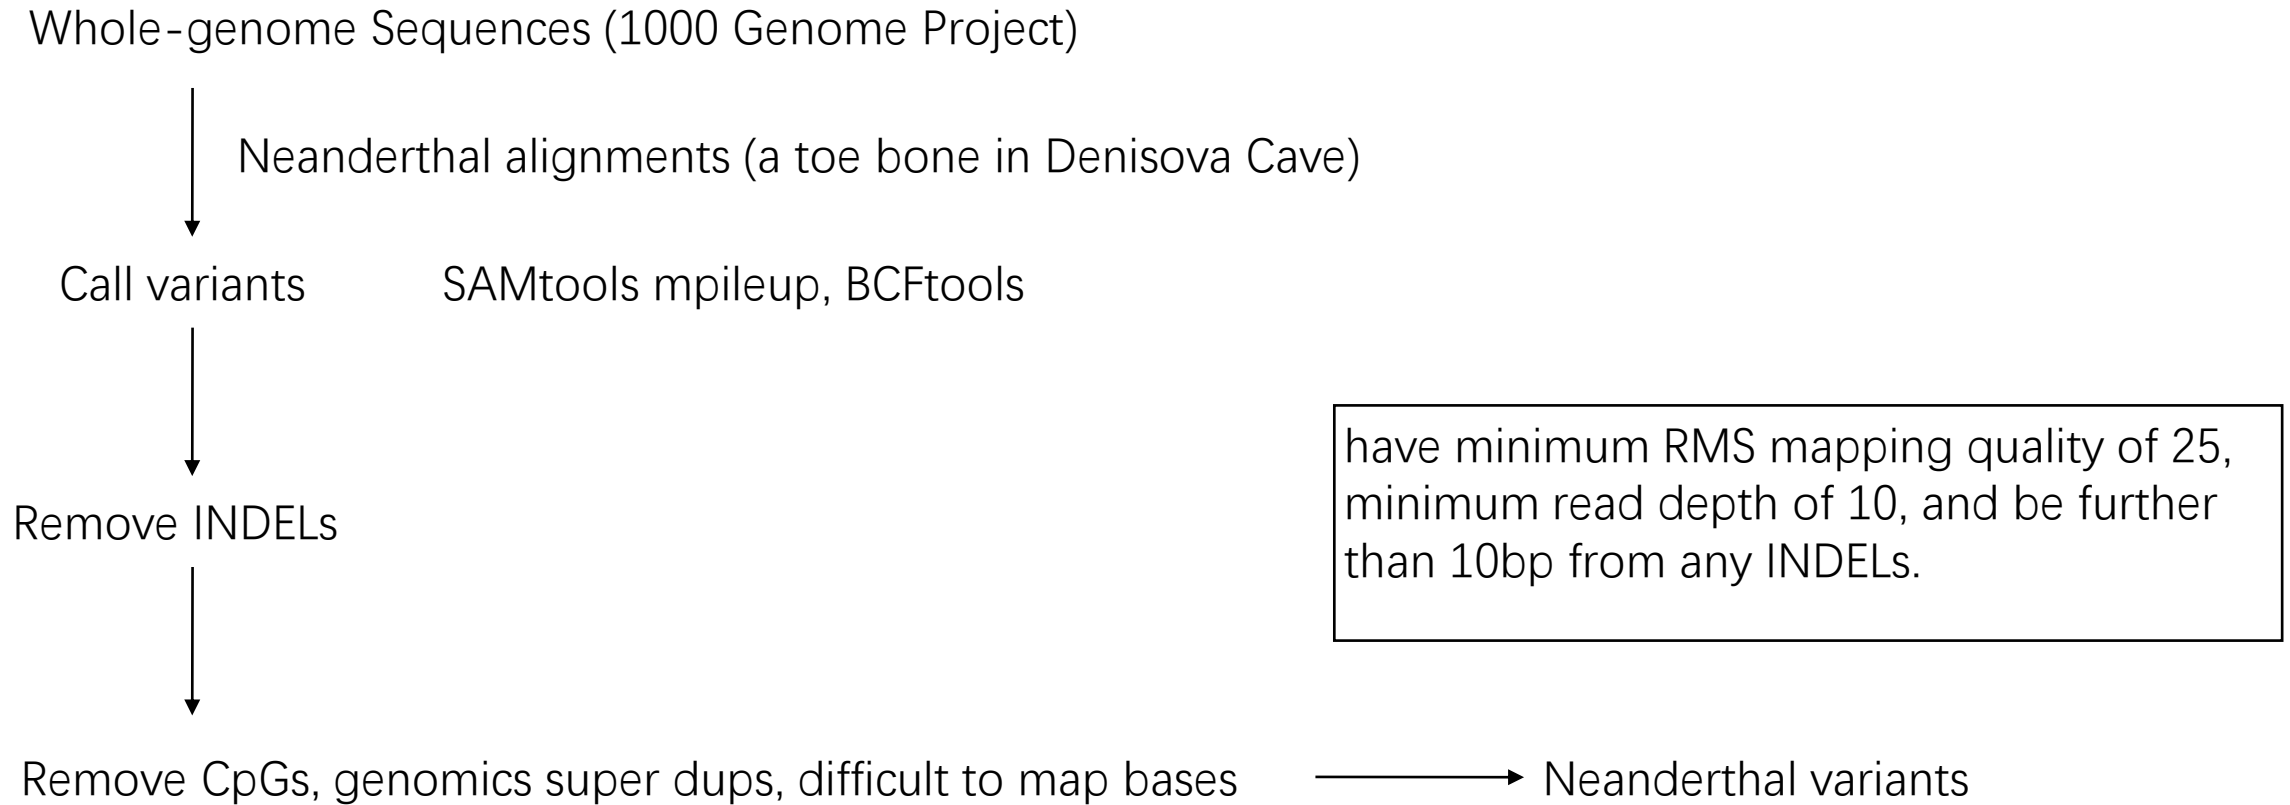 Whole-genome Sequences (1000 Genome Project)
Neanderthal alignments (a toe bone in Denisova Cave)
Call variants
SAMtools mpileup, BCFtools
Remove INDELs
have minimum RMS mapping quality of 25,
minimum read depth of 10, and be further
than 10bp from any INDELs.
Remove CpGs, genomics super dups, difficult to map bases
Neanderthal variants